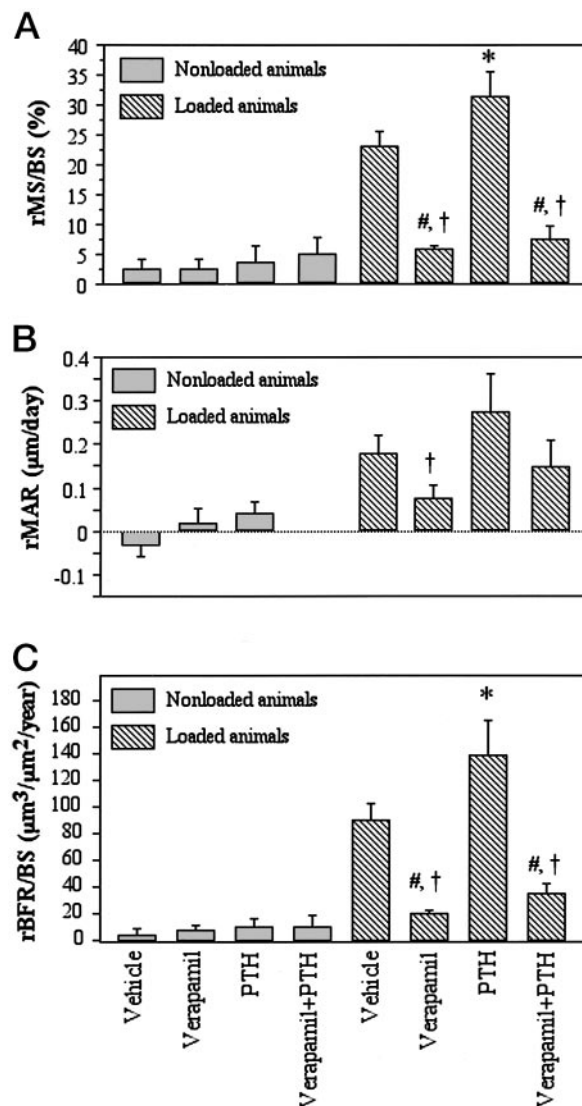 A
40
35
30
25
20
15
10
5
0
rMS/BS (%)
Nonloaded animals
Loaded animals
*
#, †
#, †
B
0.4
0.3
0.2
0.1
0
-0.1
rMAR (µm/day)
Nonloaded animals
Loaded animals
†
C
180
160
140
120
100
80
60
40
20
0
rBFR/BS (µm³/µm²/year)
Nonloaded animals
Loaded animals
*
#, †
#, †
Vehicle
Verapamil
PTH
Verapamil+PTH
Vehicle
Verapamil
PTH
Verapamil+PTH